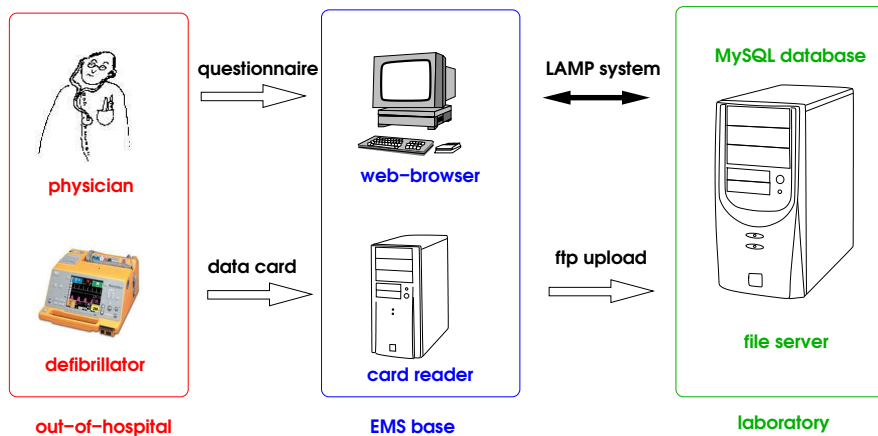 MySQL database
questionnaire
LAMP system
physician
web-browser
data card
ftp upload
defibrillator
card reader
file server
out-of-hospital
EMS base
laboratory